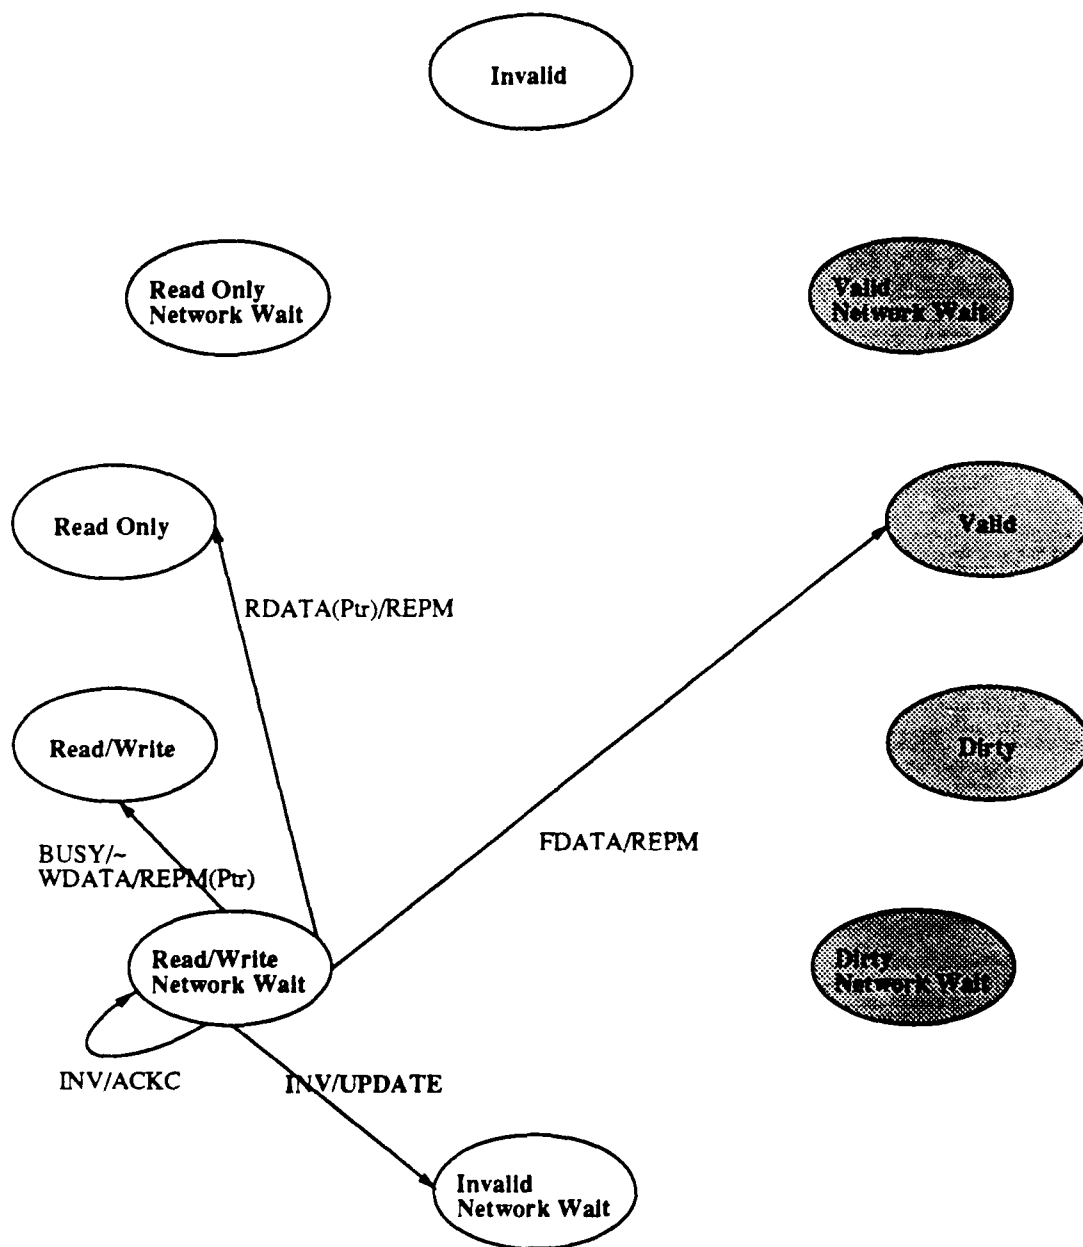 Invalid
Read Only
Network Wait
Valid
Network Wait
Read Only
Valid
RDATA(Ptr)/REPM
Read/Write
Dirty
BUSY/~
WDATA/REPM(Ptr)
FDATA/REPM
Read/Write
Network Wait
Dirty
Network Wait
INV/ACKC
INV/UPDATE
Invalid
Network Wait